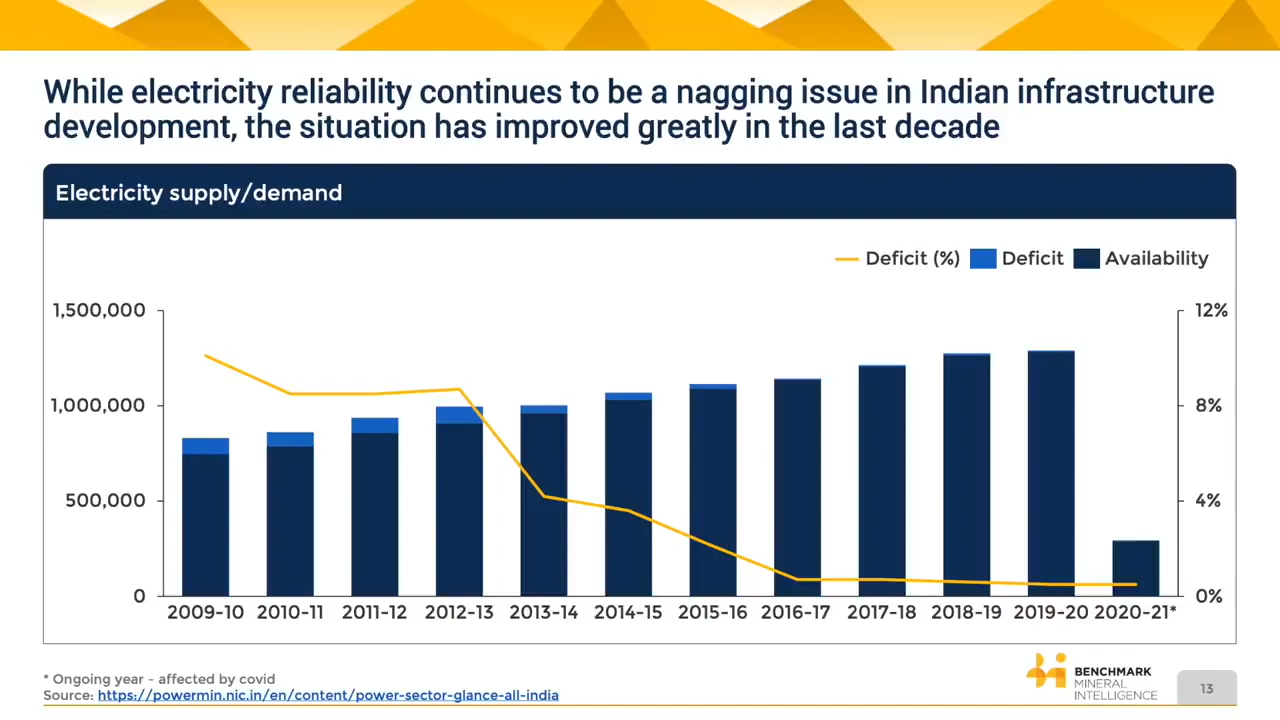 While electricity reliability continues to be a nagging issue in Indian infrastructure
development, the situation has improved greatly in the last decade
Electricity supply/demand
Deficit (%) Deficit Availability
1,500,000
1,000,000
500,000
0
12%
8%
4%
0%
2009-10 2010-11 2011-12 2012-13 2013-14 2014-15 2015-16 2016-17 2017-18 2018-19 2019-20 2020-21*
* Ongoing year – affected by covid
Source: https://powermin.nic.in/en/content/power-sector-glance-all-india
BENCHMARK
MINERAL
INTELLIGENCE
13